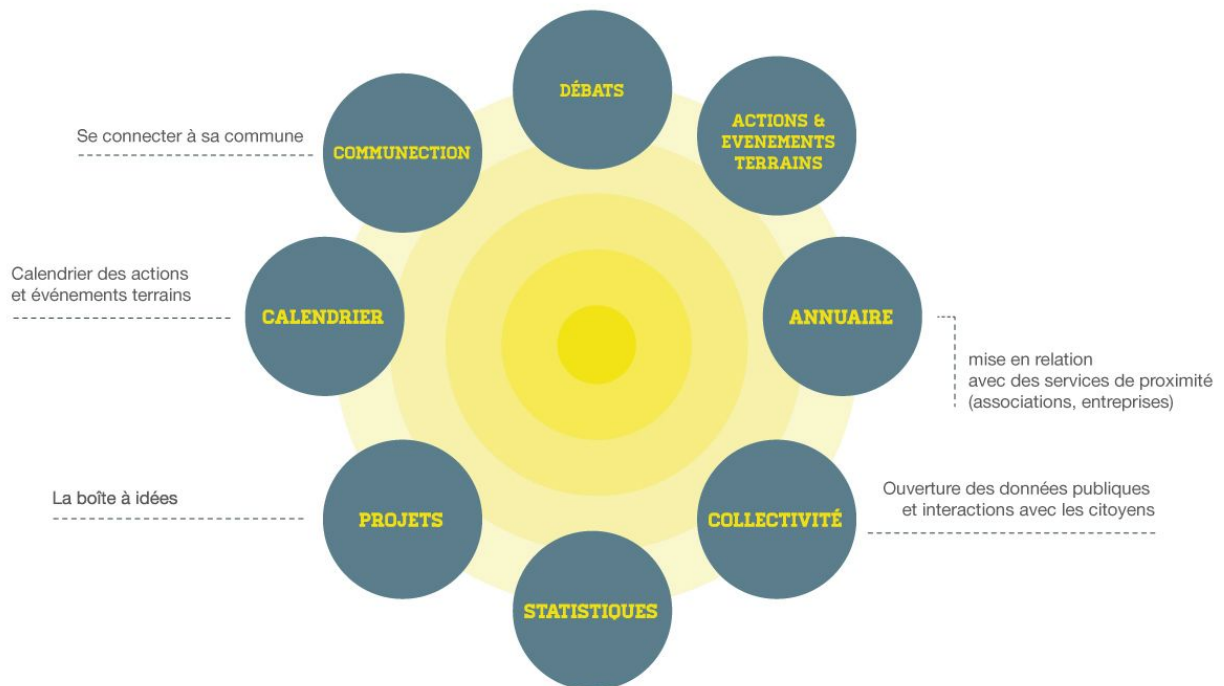 DÉBATS
ACTIONS &
EVENEMENTS
TERRAINS
Se connecter à sa commune
COMMUNECTION
Calendrier des actions
et événements terrains
CALENDRIER
ANNUAIRE
mise en relation
avec des services de proximité
(associations, entreprises)
La boîte à idées
PROJETS
COLLECTIVITÉ
Ouverture des données publiques
et interactions avec les citoyens
STATISTIQUES